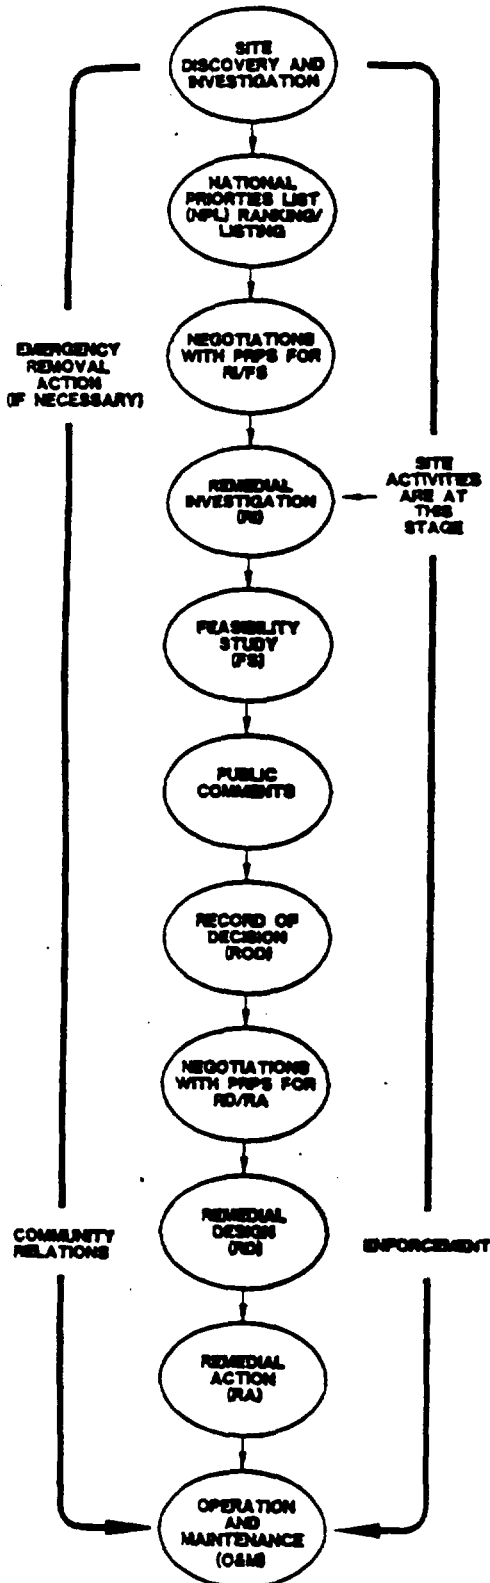 SITE
DISCOVERY AND
INVESTIGATION
NATIONAL
PRIORTIES LIST
(NPL) RANKING/
LISTING
NEGOTIATIONS
WITH PRPS FOR
RI/FS
EMERGENCY
REMOVAL
ACTION
(IF NECESSARY)
REMEDIAL
INVESTIGATION
(RI)
SITE
ACTIVITIES
ARE AT
THIS
STAGE
FEASIBILITY
STUDY
(FS)
PUBLIC
COMMENTS
RECORD OF
DECISION
(ROD)
NEGOTIATIONS
WITH PRPS FOR
RD/RA
COMMUNITY
RELATIONS
REMEDIAL
DESIGN
(RD)
ENFORCEMENT
REMEDIAL
ACTION
(RA)
OPERATION
AND
MAINTENANCE
(O&M)